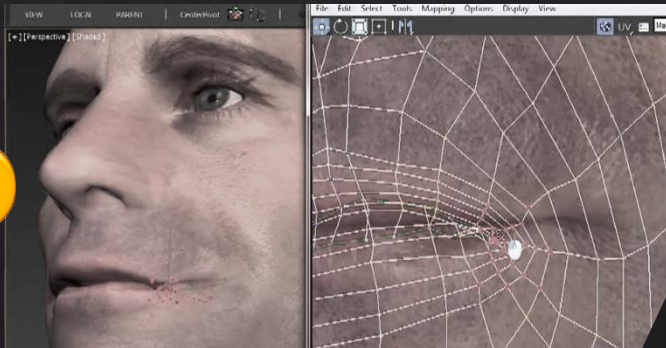 VIEW LOCAL PARENT CenterPivot
[+][Perspective][Shaded]
File Edit Select Tools Mapping Options Display View
UV